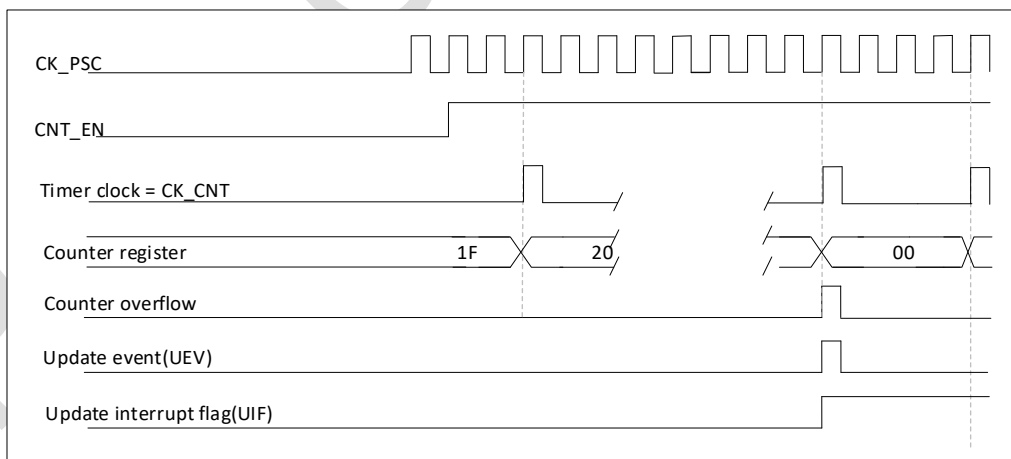 CK_PSC
CNT_EN
Timer clock = CK_CNT
Counter register 1F 20 00
Counter overflow
Update event(UEV)
Update interrupt flag(UIF)